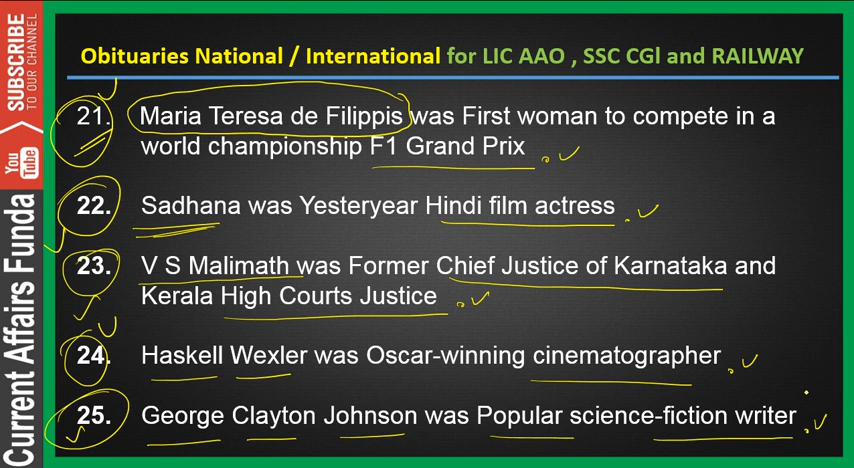 SUBSCRIBE
TO OUR CHANNEL
You Tube
Current Affairs Funda
Obituaries National / International for LIC AAO , SSC CGl and RAILWAY
21. Maria Teresa de Filippis was First woman to compete in a
world championship F1 Grand Prix
22. Sadhana was Yesteryear Hindi film actress
23. V S Malimath was Former Chief Justice of Karnataka and
Kerala High Courts Justice
24. Haskell Wexler was Oscar-winning cinematographer
25. George Clayton Johnson was Popular science-fiction writer